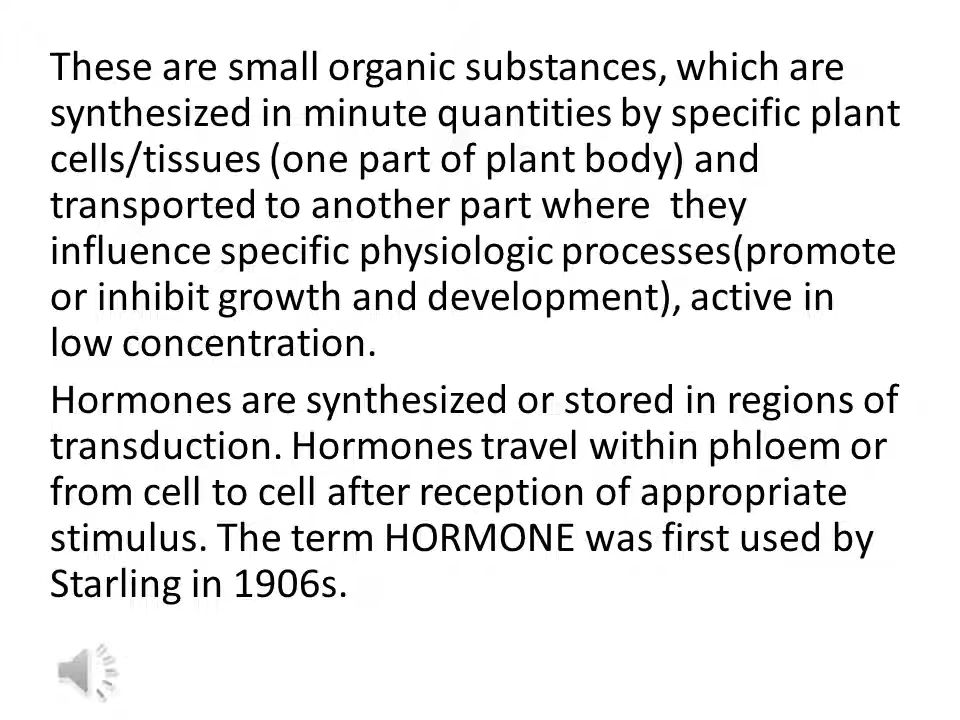 These are small organic substances, which are
synthesized in minute quantities by specific plant
cells/tissues (one part of plant body) and
transported to another part where  they
influence specific physiologic processes(promote
or inhibit growth and development), active in
low concentration.
Hormones are synthesized or stored in regions of
transduction. Hormones travel within phloem or
from cell to cell after reception of appropriate
stimulus. The term HORMONE was first used by
Starling in 1906s.